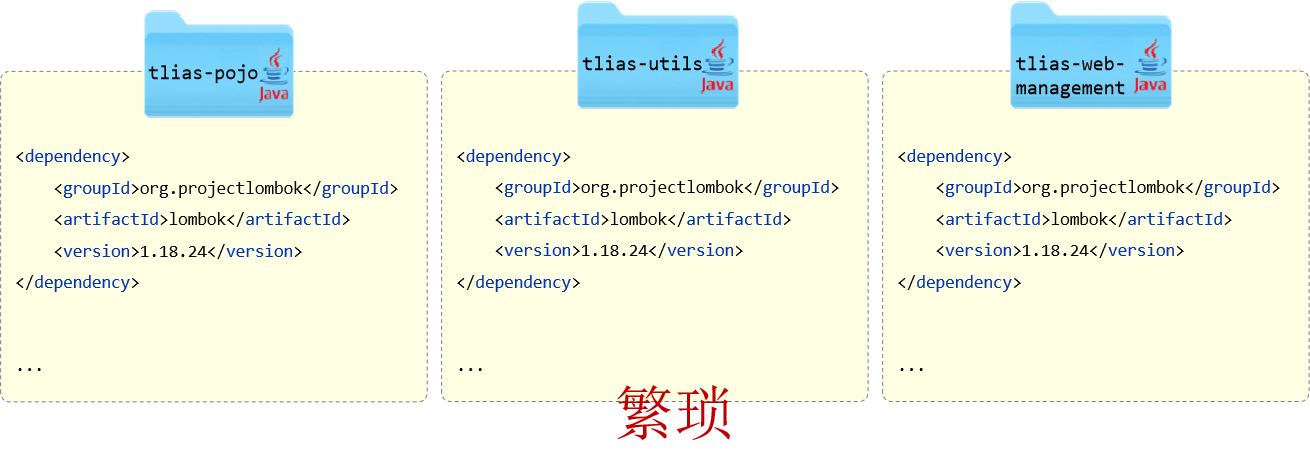 tlias-pojo
Java
<dependency>
<groupId>org.projectlombok</groupId>
<artifactId>lombok</artifactId>
<version>1.18.24</version>
</dependency>
...
tlias-utils
Java
<dependency>
<groupId>org.projectlombok</groupId>
<artifactId>lombok</artifactId>
<version>1.18.24</version>
</dependency>
...
tlias-web-
management
Java
<dependency>
<groupId>org.projectlombok</groupId>
<artifactId>lombok</artifactId>
<version>1.18.24</version>
</dependency>
...
繁琐